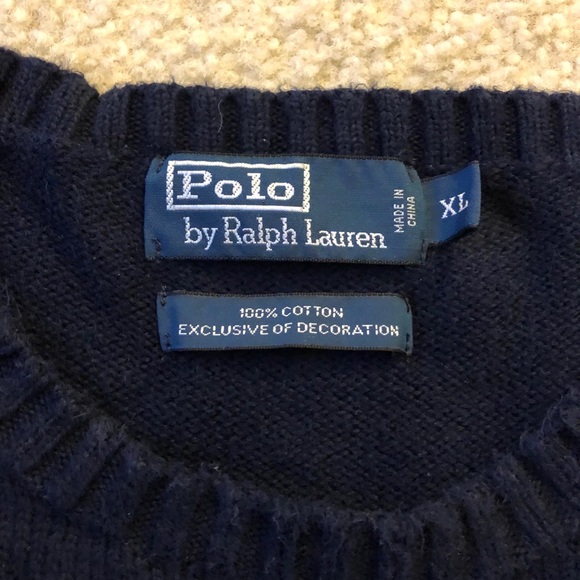 Polo
by Ralph Lauren
MADE IN
CHINA
XL
100% COTTON
EXCLUSIVE OF DECORATION